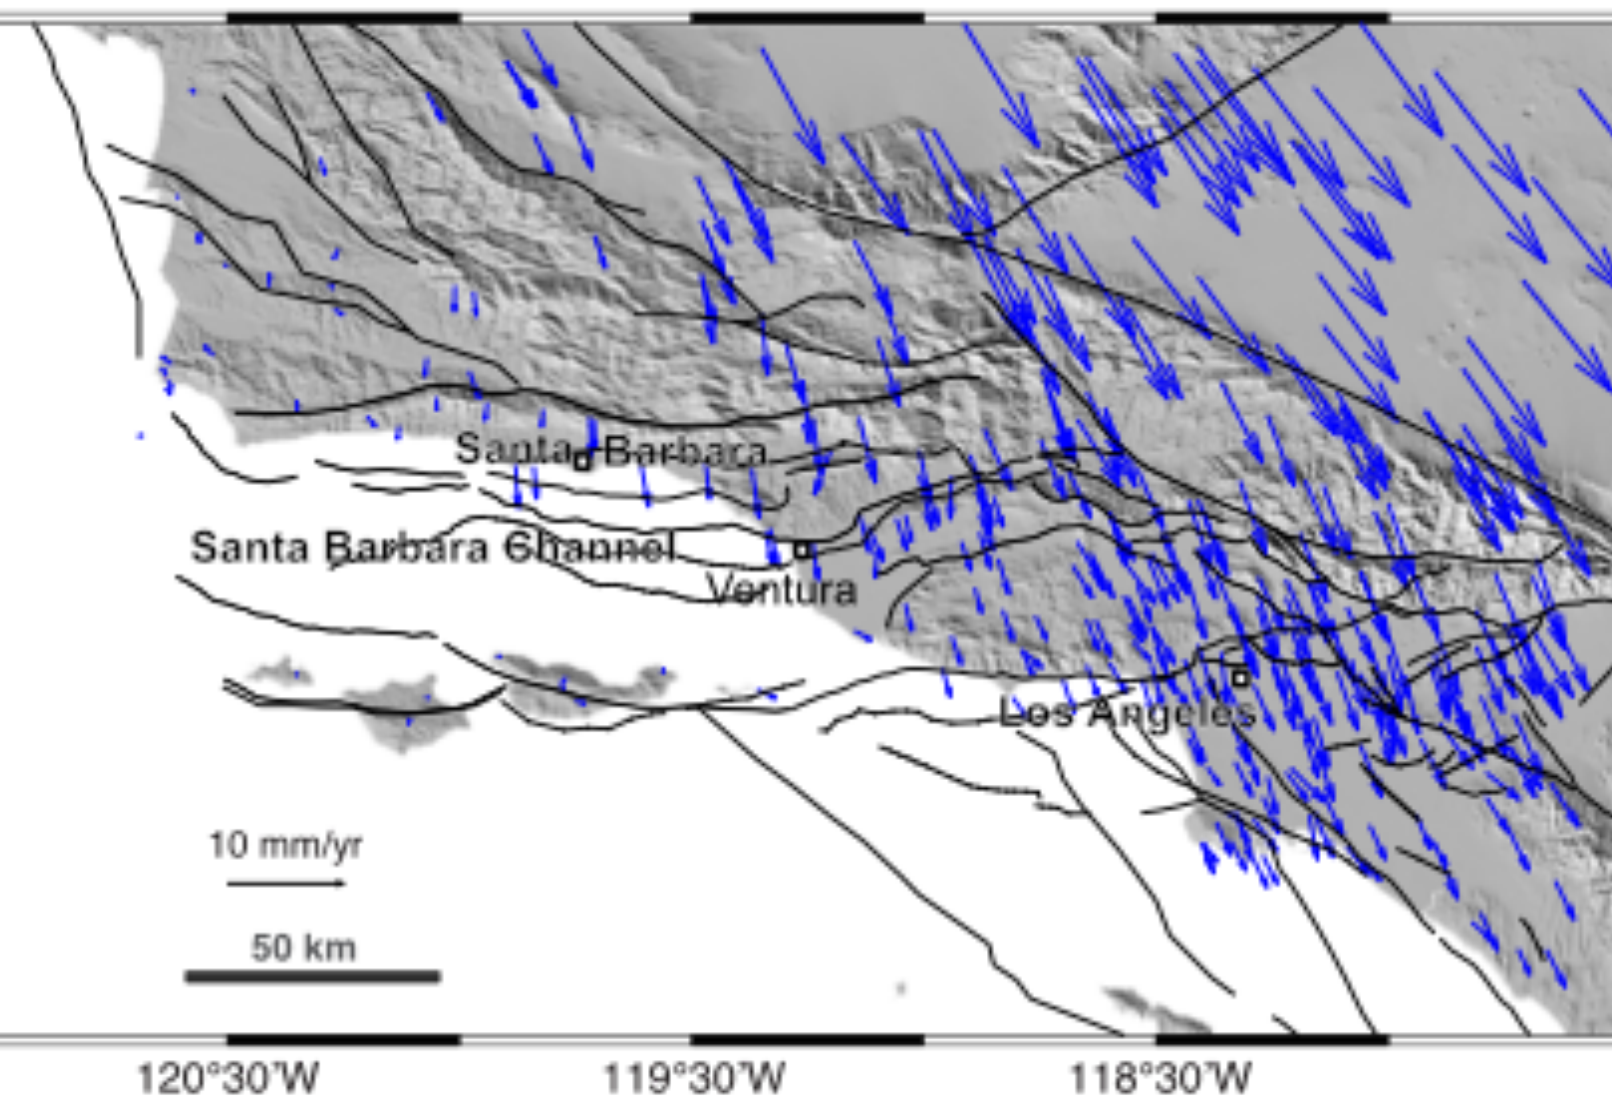 Santa Barbara
Santa Barbara Channel
Ventura
Los Angeles
10 mm/yr
50 km
120°30'W 119°30'W 118°30'W